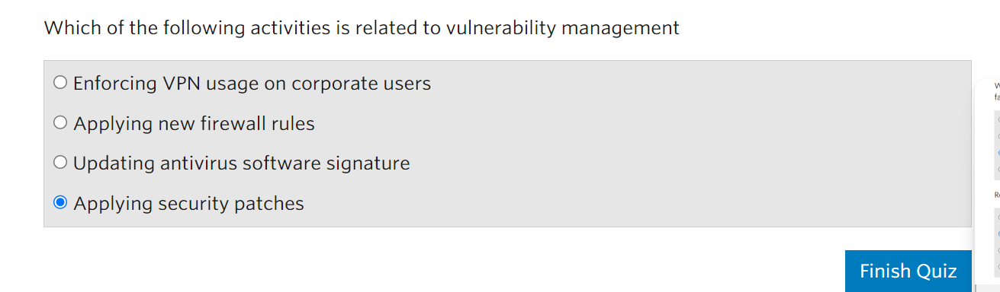 Which of the following activities is related to vulnerability management
Enforcing VPN usage on corporate users
Applying new firewall rules
Updating antivirus software signature
Applying security patches
Finish Quiz